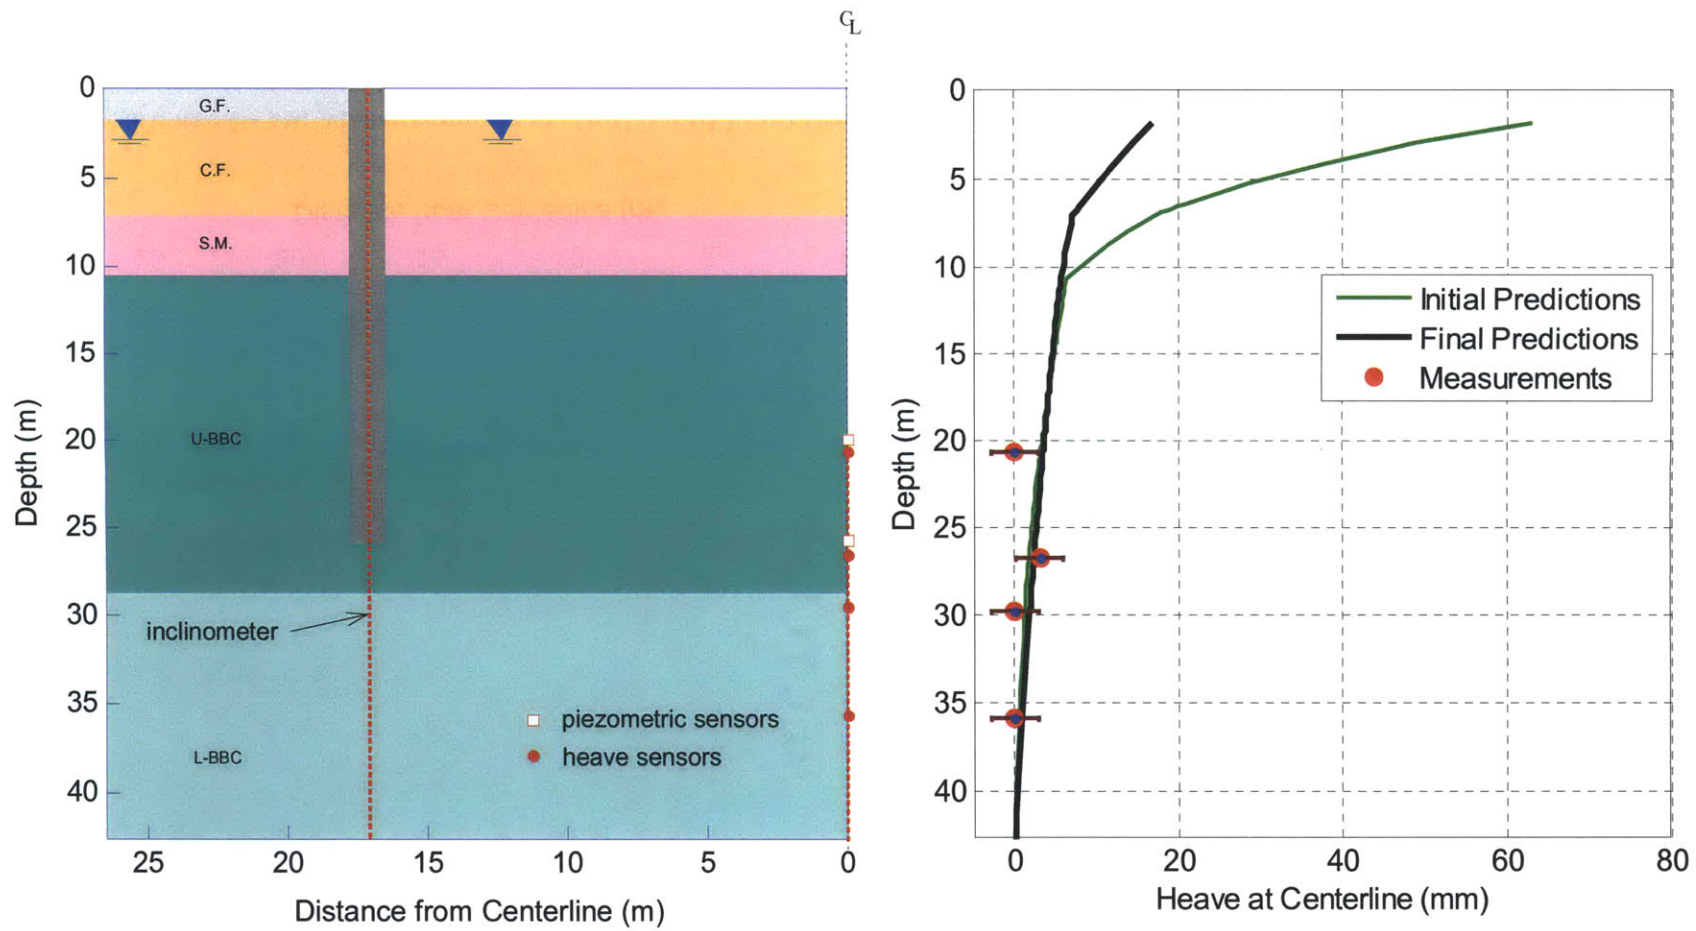 CL
0
G.F.
C.F.
5
S.M.
10
15
U-BBC
20
25
30
inclinometer
35
piezometric sensors
heave sensors
L-BBC
40
Depth (m)
25 20 15 10 5 0
Distance from Centerline (m)
0
5
10
Initial Predictions
Final Predictions
Measurements
15
20
25
30
35
40
Depth (m)
0 20 40 60 80
Heave at Centerline (mm)